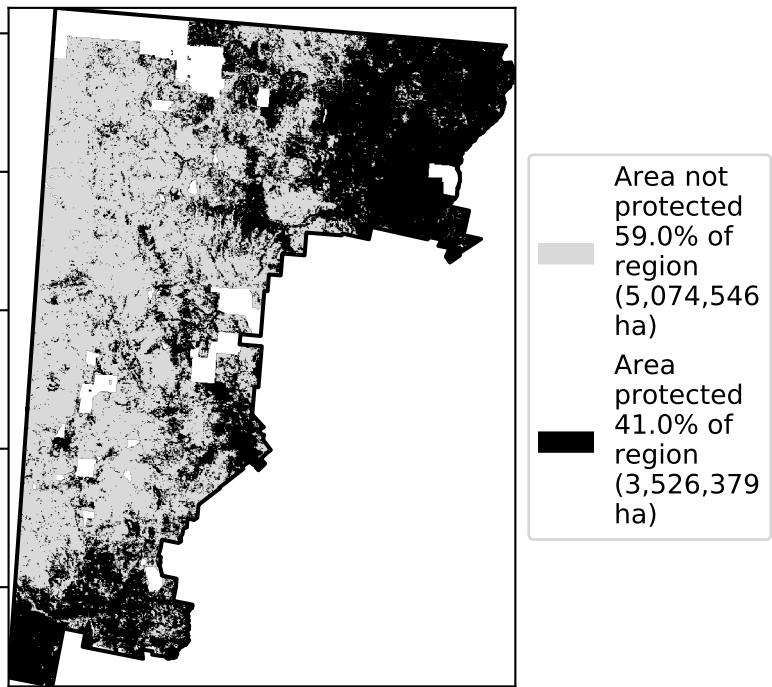 Area not
protected
59.0% of
region
(5,074,546
ha)
Area
protected
41.0% of
region
(3,526,379
ha)